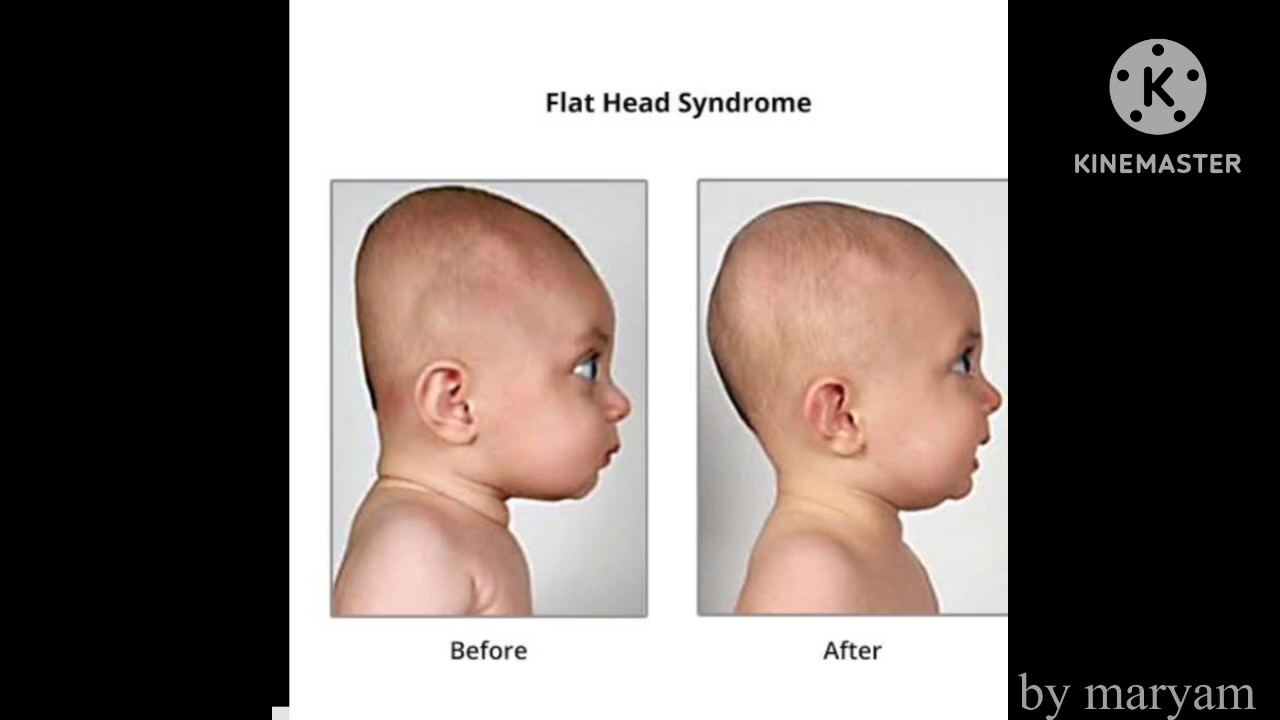 Flat Head Syndrome
K
KINEMASTER
Before
After
by maryam